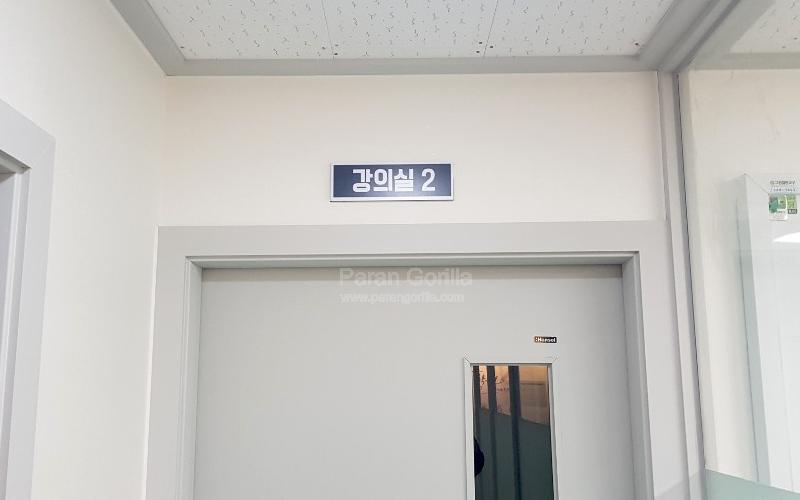 강의실 2
Paran Gorilla
www.parangorilla.com
Hansol